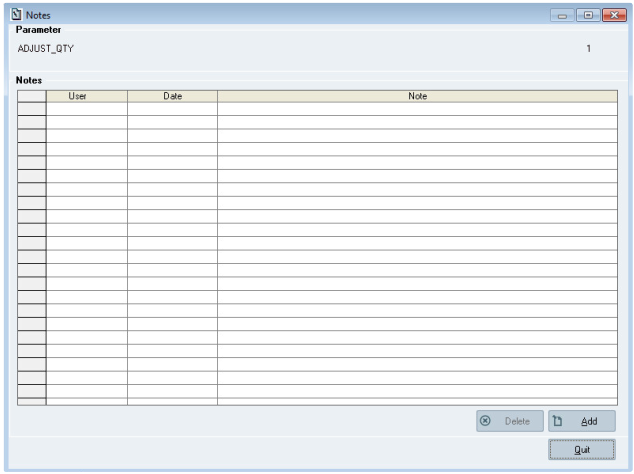 Notes
Parameter
ADJUST_QTY 1
Notes
User Date Note
Delete Add
Quit